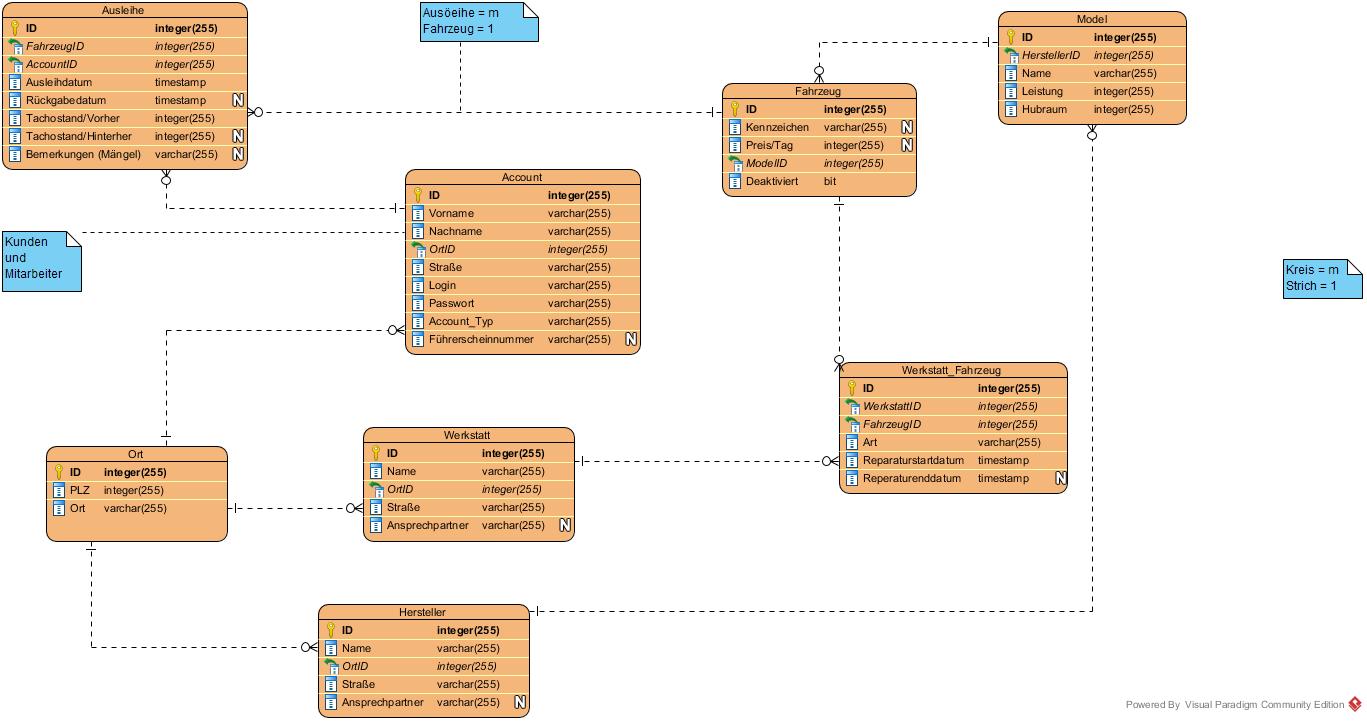 Ausleihe
ID integer(255)
FahrzeugID integer(255)
AccountID integer(255)
Ausleihdatum timestamp
Rückgabedatum timestamp N
Tachostand/Vorher integer(255)
Tachostand/Hinterher integer(255) N
Bemerkungen (Mängel) varchar(255) N
Ausöeihe = m
Fahrzeug = 1
Model
ID integer(255)
HerstellerID integer(255)
Name varchar(255)
Leistung integer(255)
Hubraum integer(255)
Fahrzeug
ID integer(255)
Kennzeichen varchar(255) N
Preis/Tag integer(255) N
ModelID integer(255)
Deaktiviert bit
Account
ID integer(255)
Vorname varchar(255)
Nachname varchar(255)
OrtID integer(255)
Straße varchar(255)
Login varchar(255)
Passwort varchar(255)
Account_Typ varchar(255)
Führerscheinnummer varchar(255) N
Kunden
und
Mitarbeiter
Kreis = m
Strich = 1
Werkstatt_Fahrzeug
ID integer(255)
WerkstattID integer(255)
FahrzeugID integer(255)
Art varchar(255)
Reparaturstartdatum timestamp
Reperaturenddatum timestamp N
Ort
ID integer(255)
PLZ integer(255)
Ort varchar(255)
Werkstatt
ID integer(255)
Name varchar(255)
OrtID integer(255)
Straße varchar(255)
Ansprechpartner varchar(255) N
Hersteller
ID integer(255)
Name varchar(255)
OrtID integer(255)
Straße varchar(255)
Ansprechpartner varchar(255) N
Powered By Visual Paradigm Community Edition